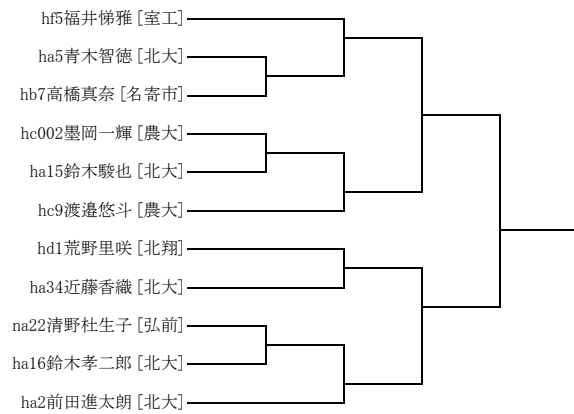 hf5福井悌雅［室工］
ha5青木智徳［北大］
hb7高橋真奈［名寄市］
hc002墨岡一輝［農大］
ha15鈴木駿也［北大］
hc9渡邉悠斗［農大］
hd1荒野里咲［北翔］
ha34近藤香織［北大］
na22清野杜生子［弘前］
ha16鈴木孝二郎［北大］
ha2前田進太朗［北大］